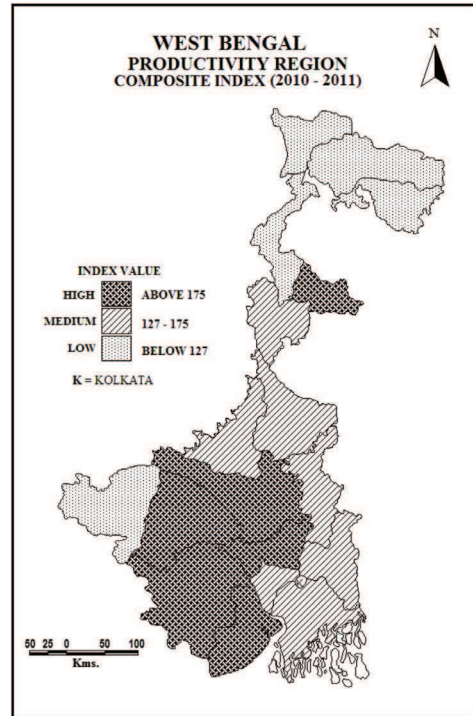 WEST BENGAL
PRODUCTIVITY REGION
COMPOSITE INDEX (2010 - 2011)
N
INDEX VALUE
HIGH ABOVE 175
MEDIUM 127 - 175
LOW BELOW 127
K = KOLKATA
50 25 0 50 100
Kms.